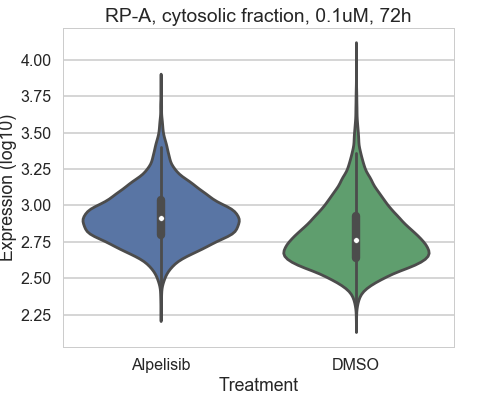 RP-A, cytosolic fraction, 0.1uM, 72h
Expression (log10)
4.00
3.75
3.50
3.25
3.00
2.75
2.50
2.25
Alpelisib
DMSO
Treatment